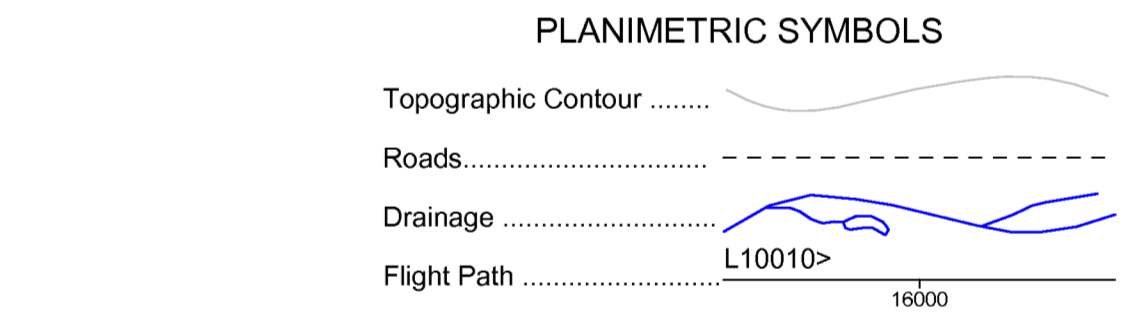 PLANIMETRIC SYMBOLS
Topographic Contour ........
Roads................................
Drainage ............................
L10010>
Flight Path ..........................
16000